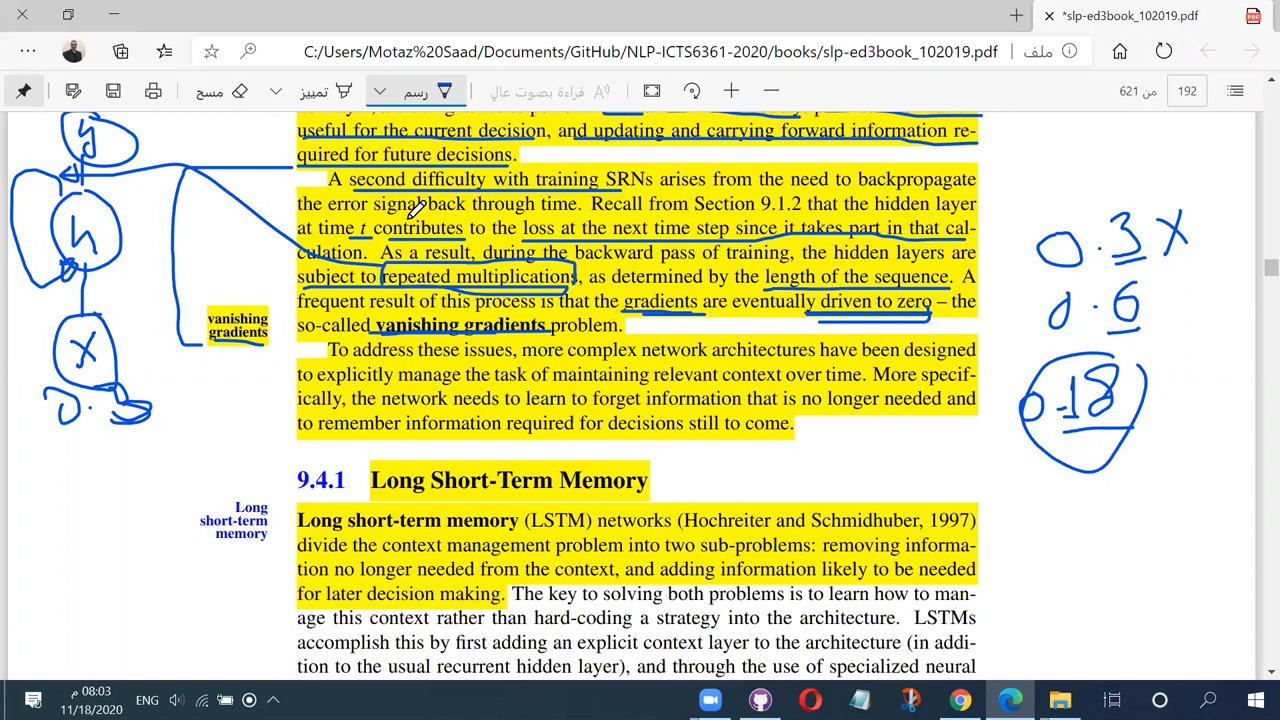 *slp-ed3book_102019.pdf
C:/Users/Motaz%20Saad/Documents/GitHub/NLP-ICTS6361-2020/books/slp-ed3book_102019.pdf
ملف
مسح
رسم
تمييز
قراءة بصوت عالٍ
192
من 621
useful for the current decision, and updating and carrying forward information re-
quired for future decisions.
A second difficulty with training SRNs arises from the need to backpropagate
the error signal back through time. Recall from Section 9.1.2 that the hidden layer
at time t contributes to the loss at the next time step since it takes part in that cal-
culation. As a result, during the backward pass of training, the hidden layers are
subject to repeated multiplications, as determined by the length of the sequence. A
frequent result of this process is that the gradients are eventually driven to zero – the
so-called vanishing gradients problem.
vanishing
gradients
To address these issues, more complex network architectures have been designed
to explicitly manage the task of maintaining relevant context over time. More specif-
ically, the network needs to learn to forget information that is no longer needed and
to remember information required for decisions still to come.
9.4.1 Long Short-Term Memory
Long
short-term
memory
Long short-term memory (LSTM) networks (Hochreiter and Schmidhuber, 1997)
divide the context management problem into two sub-problems: removing informa-
tion no longer needed from the context, and adding information likely to be needed
for later decision making. The key to solving both problems is to learn how to man-
age this context rather than hard-coding a strategy into the architecture. LSTMs
accomplish this by first adding an explicit context layer to the architecture (in addi-
tion to the usual recurrent hidden layer), and through the use of specialized neural
y
h
x
0.3 X
0.6
0.18
ENG
08:03 م
11/18/2020